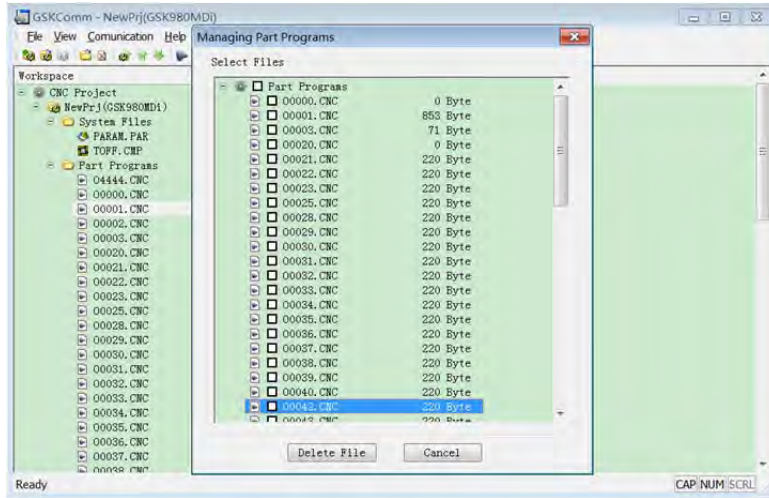 GSKComm - NewPrj(GSK980MDi)
File View Comunication Help
Workspace
CNC Project
NewPrj(GSK980MDi)
System Files
PARAM.PAR
TOFF.CMP
Part Programs
O4444.CNC
O0000.CNC
O0001.CNC
O0002.CNC
O0003.CNC
O0020.CNC
O0021.CNC
O0022.CNC
O0023.CNC
O0025.CNC
O0028.CNC
O0029.CNC
O0030.CNC
O0031.CNC
O0032.CNC
O0033.CNC
O0034.CNC
O0035.CNC
O0036.CNC
O0037.CNC
O0038.CNC
Managing Part Programs
Select Files
Part Programs
O0000.CNC 0 Byte
O0001.CNC 853 Byte
O0003.CNC 71 Byte
O0020.CNC 0 Byte
O0021.CNC 220 Byte
O0022.CNC 220 Byte
O0023.CNC 220 Byte
O0025.CNC 220 Byte
O0028.CNC 220 Byte
O0029.CNC 220 Byte
O0030.CNC 220 Byte
O0031.CNC 220 Byte
O0032.CNC 220 Byte
O0033.CNC 220 Byte
O0034.CNC 220 Byte
O0035.CNC 220 Byte
O0036.CNC 220 Byte
O0037.CNC 220 Byte
O0038.CNC 220 Byte
O0039.CNC 220 Byte
O0040.CNC 220 Byte
O0042.CNC 220 Byte
O0043.CNC 220 Byte
Delete File Cancel
Ready
CAP NUM SCRL